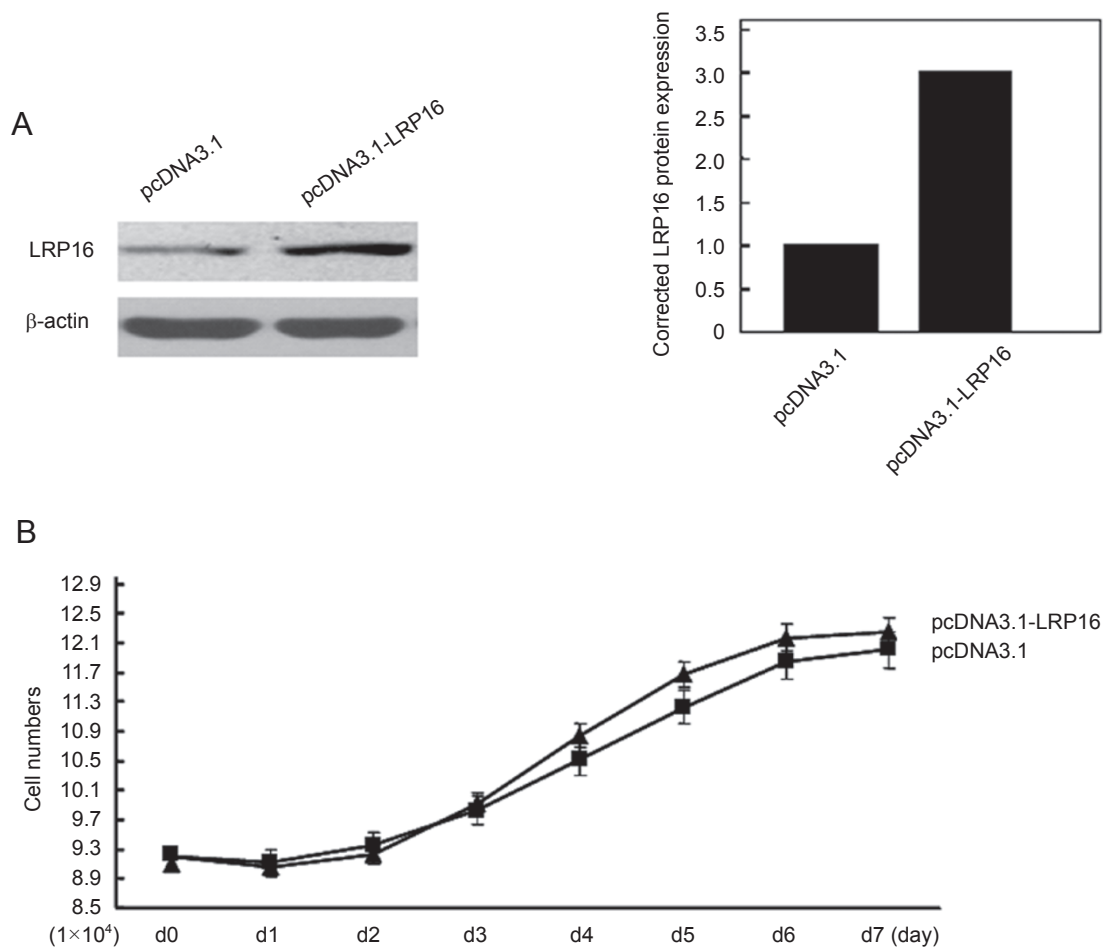 A
pcDNA3.1
pcDNA3.1-LRP16
LRP16
β-actin
Corrected LRP16 protein expression
3.5
3.0
2.5
2.0
1.5
1.0
0.5
0
pcDNA3.1
pcDNA3.1-LRP16
B
Cell numbers
12.9
12.5
12.1
11.7
11.3
10.9
10.5
10.1
9.7
9.3
8.9
8.5
pcDNA3.1-LRP16
pcDNA3.1
(1×10⁴) d0 d1 d2 d3 d4 d5 d6 d7 (day)